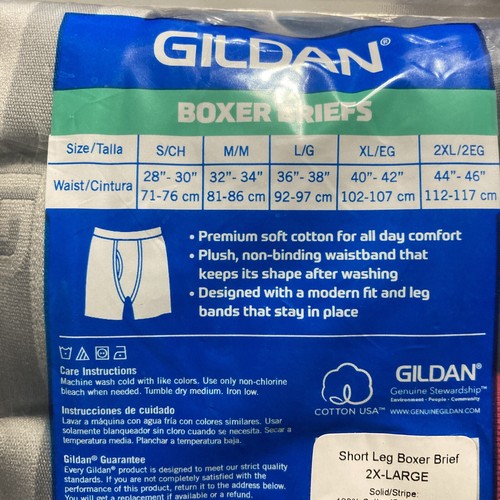 GILDAN®
BOXER BRIEFS
Size/Talla S/CH M/M L/G XL/EG 2XL/2EG
Waist/Cintura 28"- 30" 32"- 34" 36"- 38" 40"- 42" 44"- 46"
71-76 cm 81-86 cm 92-97 cm 102-107 cm 112-117 cm
• Premium soft cotton for all day comfort
• Plush, non-binding waistband that
keeps its shape after washing
• Designed with a modern fit and leg
bands that stay in place
Care Instructions
Machine wash cold with like colors. Use only non-chlorine
bleach when needed. Tumble dry medium. Iron low.
Instrucciones de cuidado
Lavar a máquina con agua fría con colores similares. Usar
solamente blanqueador sin cloro cuando se necesita. Secar a
temperatura media. Planchar a temperatura baja.
Gildan® Guarantee
Every Gildan® product is designed to meet our strict quality
standards. If you are not completely satisfied with the
performance of this product, return it to the address below.
You will get a replacement if available or a refund.
COTTON USA™
GILDAN®
Genuine Stewardship™
Environment - People - Community
WWW.GENUINEGILDAN.COM
Short Leg Boxer Brief
2X-LARGE
Solid/Stripe: